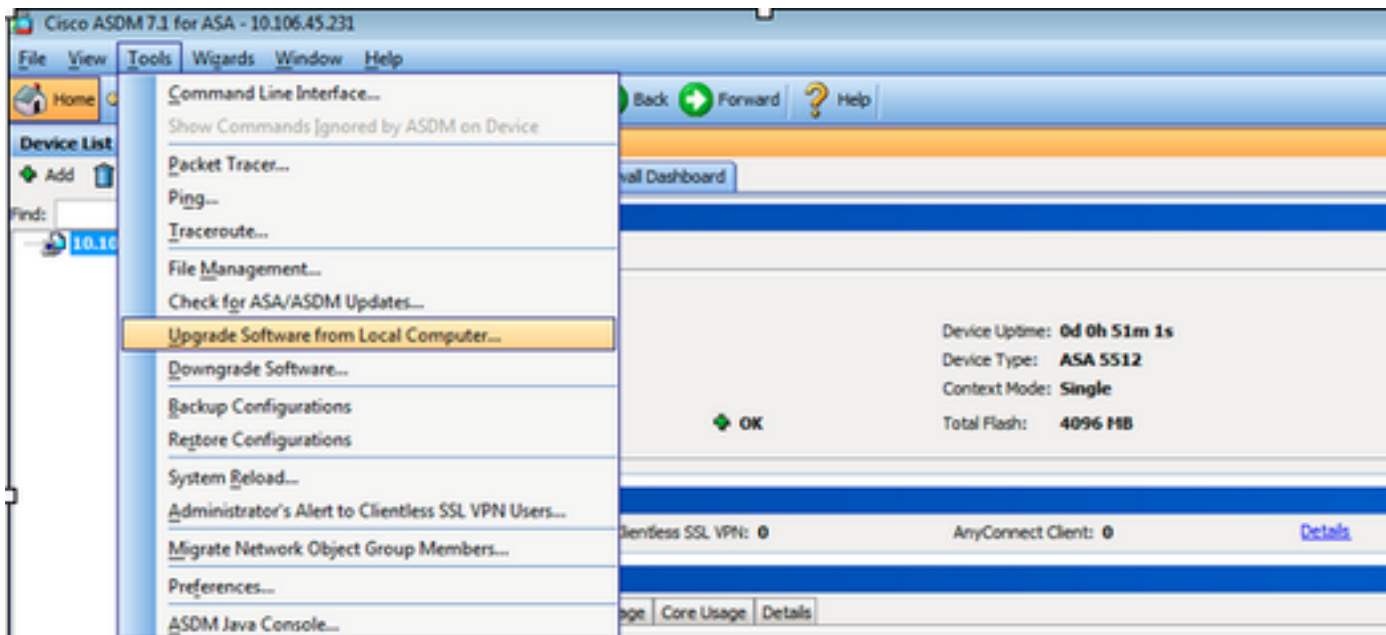 Cisco ASDM 7.1 for ASA - 10.106.45.231
File View Tools Wizards Window Help
Home
Back Forward Help
Device List
Add
Find:
10.10
Command Line Interface...
Show Commands Ignored by ASDM on Device
Packet Tracer...
Ping...
Traceroute...
File Management...
Check for ASA/ASDM Updates...
Upgrade Software from Local Computer...
Downgrade Software...
Backup Configurations
Restore Configurations
System Reload...
Administrator's Alert to Clientless SSL VPN Users...
Migrate Network Object Group Members...
Preferences...
ASDM Java Console...
wall Dashboard
Device Uptime: 0d 0h 51m 1s
Device Type: ASA 5512
Context Mode: Single
OK
Total Flash: 4096 MB
Clientless SSL VPN: 0
AnyConnect Client: 0
Details
age Core Usage Details